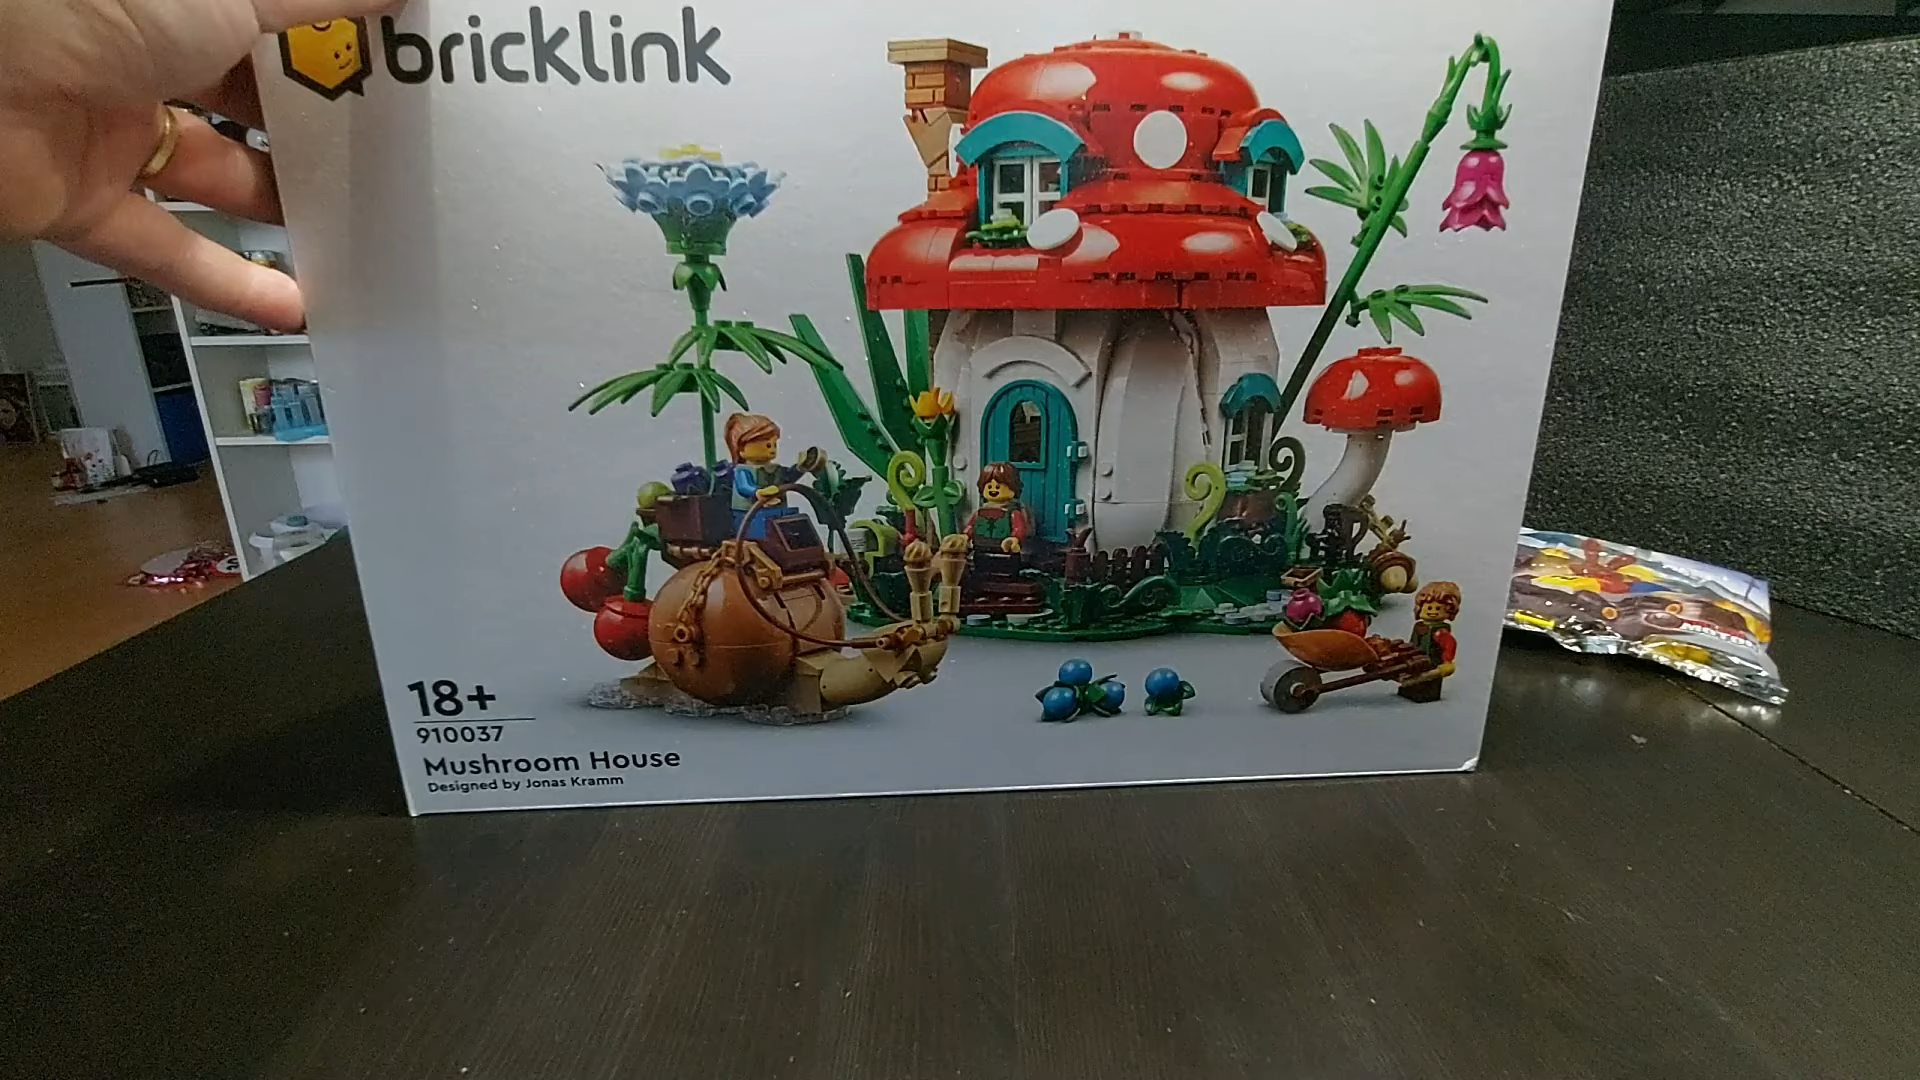 bricklink
18+
910037
Mushroom House
Designed by Jonas Kramm